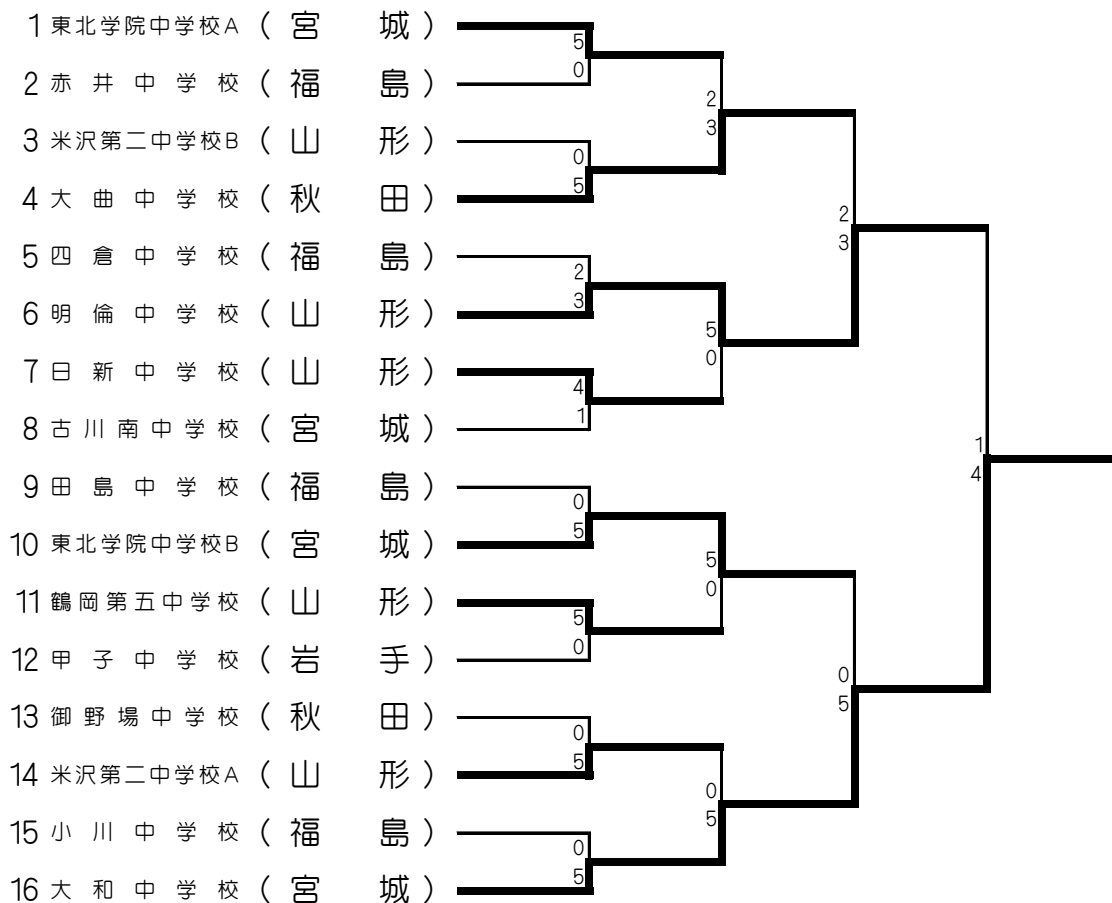 1 東北学院中学校A (宮 城)
5
0
2 赤井中学校 (福 島)
2
3
3 米沢第二中学校B (山 形)
0
5
4 大曲中学校 (秋 田)
2
3
5 四倉中学校 (福 島)
2
3
6 明倫中学校 (山 形)
5
0
7 日新中学校 (山 形)
4
1
8 古川南中学校 (宮 城)
1
4
9 田島中学校 (福 島)
0
5
10 東北学院中学校B (宮 城)
5
0
11 鶴岡第五中学校 (山 形)
5
0
12 甲子中学校 (岩 手)
0
5
13 御野場中学校 (秋 田)
0
5
14 米沢第二中学校A (山 形)
0
5
15 小川中学校 (福 島)
0
5
16 大和中学校 (宮 城)